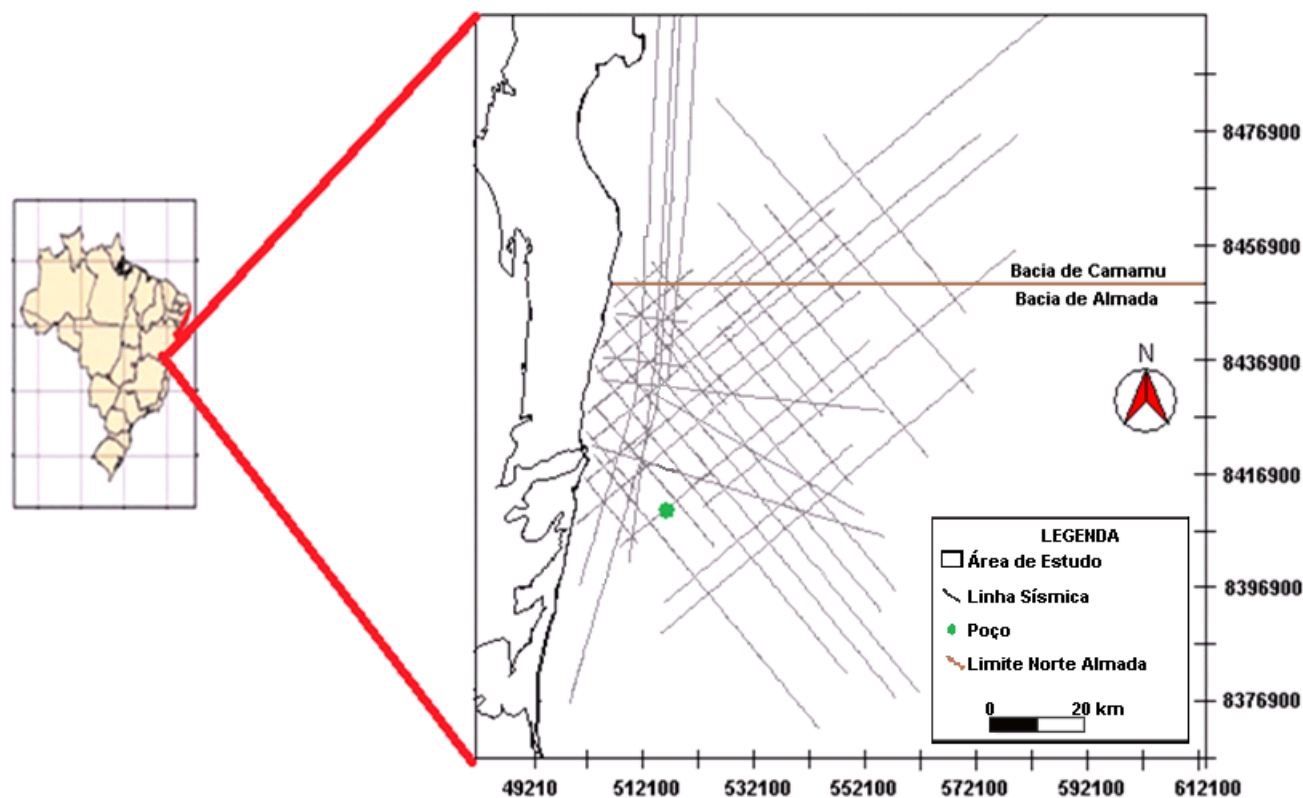 8476900
8456900
Bacia de Camamu
Bacia de Almada
8436900
N
8416900
LEGENDA
Área de Estudo
Linha Sísmica
Poço
Limite Norte Almada
0 20 km
8396900
8376900
49210 512100 532100 552100 572100 592100 612100